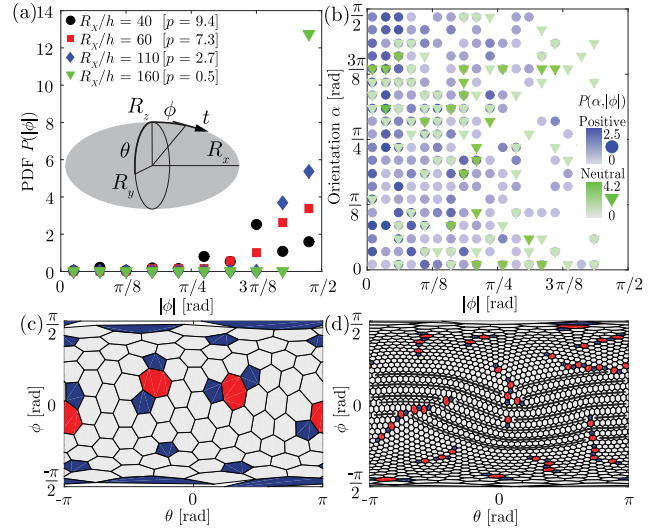 (a)
R_X/h = 40 [p = 9.4]
R_X/h = 60 [p = 7.3]
R_X/h = 110 [p = 2.7]
R_X/h = 160 [p = 0.5]
PDF P(|ϕ|)
14
12
10
8
6
4
2
0
R_z ϕ t
θ R_x
R_y
0 π/8 π/4 3π/8 π/2
|ϕ| [rad]
(b)
Orientation α [rad]
π/2
3π/8
π/4
π/8
0
P(α,|ϕ|)
Positive
2.5
0
Neutral
4.2
0
0 π/8 π/4 3π/8 π/2
|ϕ| [rad]
(c)
ϕ [rad]
π/2
0
-π/2
-π 0 π
θ [rad]
(d)
ϕ [rad]
π/2
0
-π/2
-π 0 π
θ [rad]